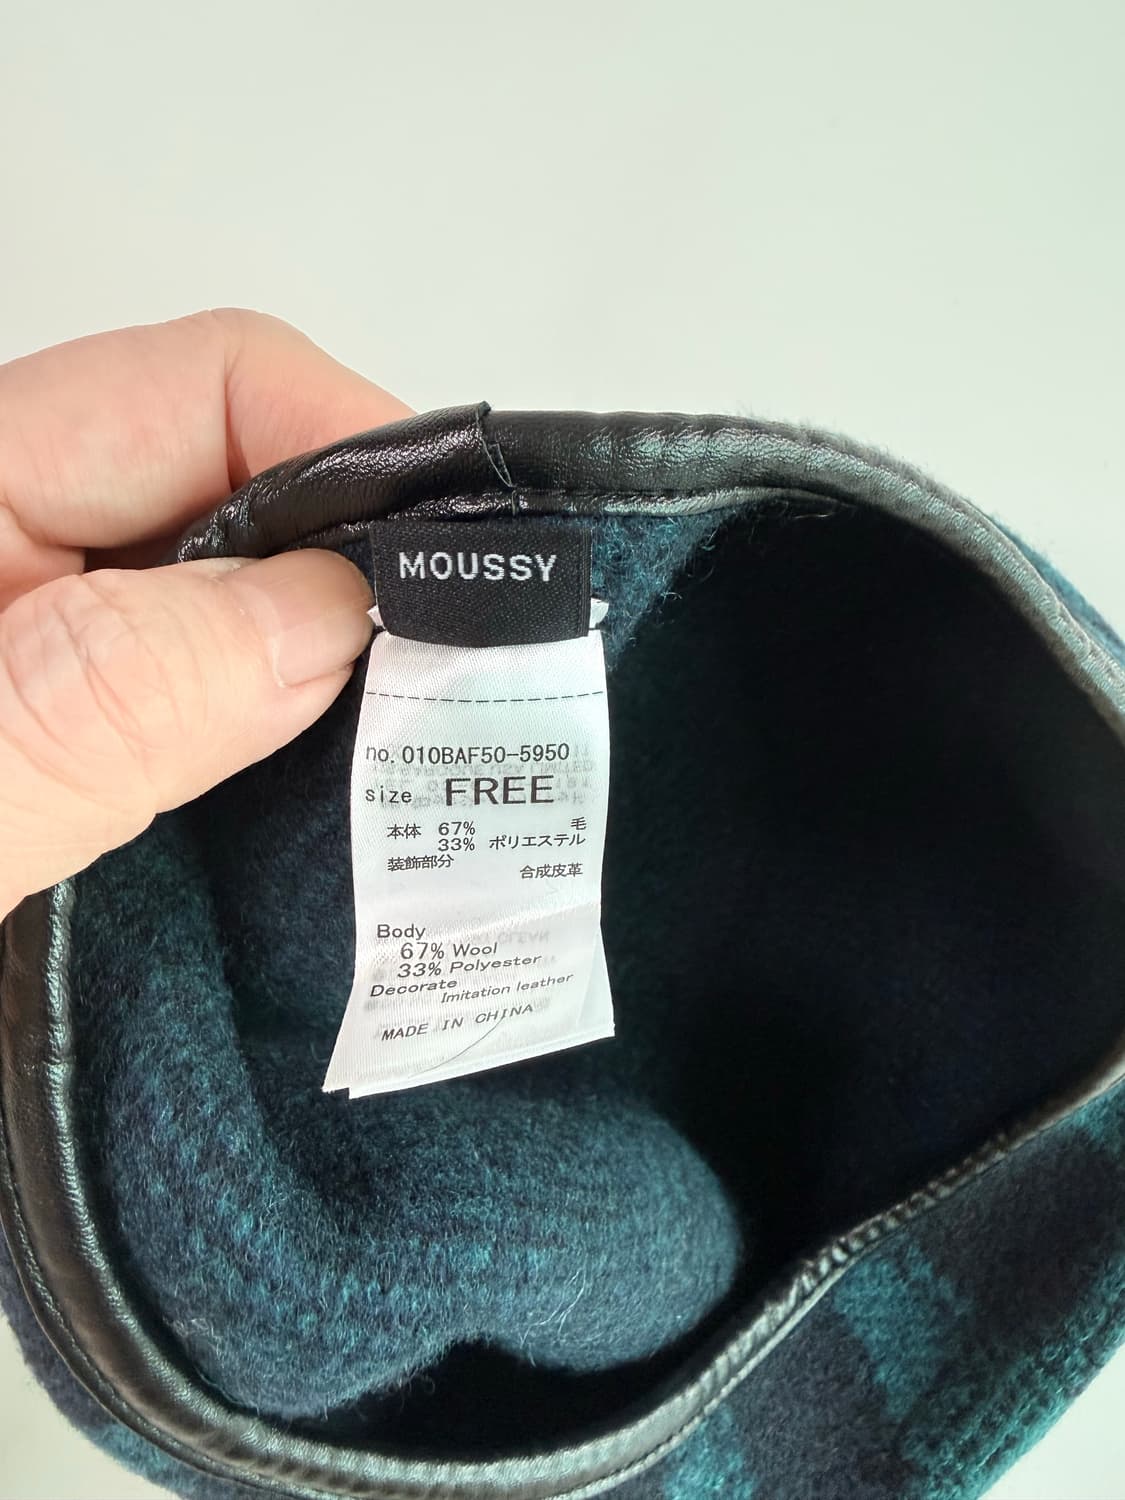 MOUSSY
no. 010BAF50-5950
size FREE
本体 67% 毛
33% ポリエステル
装飾部分
合成皮革
Body
67% Wool
33% Polyester
Decorate
Imitation leather
MADE IN CHINA